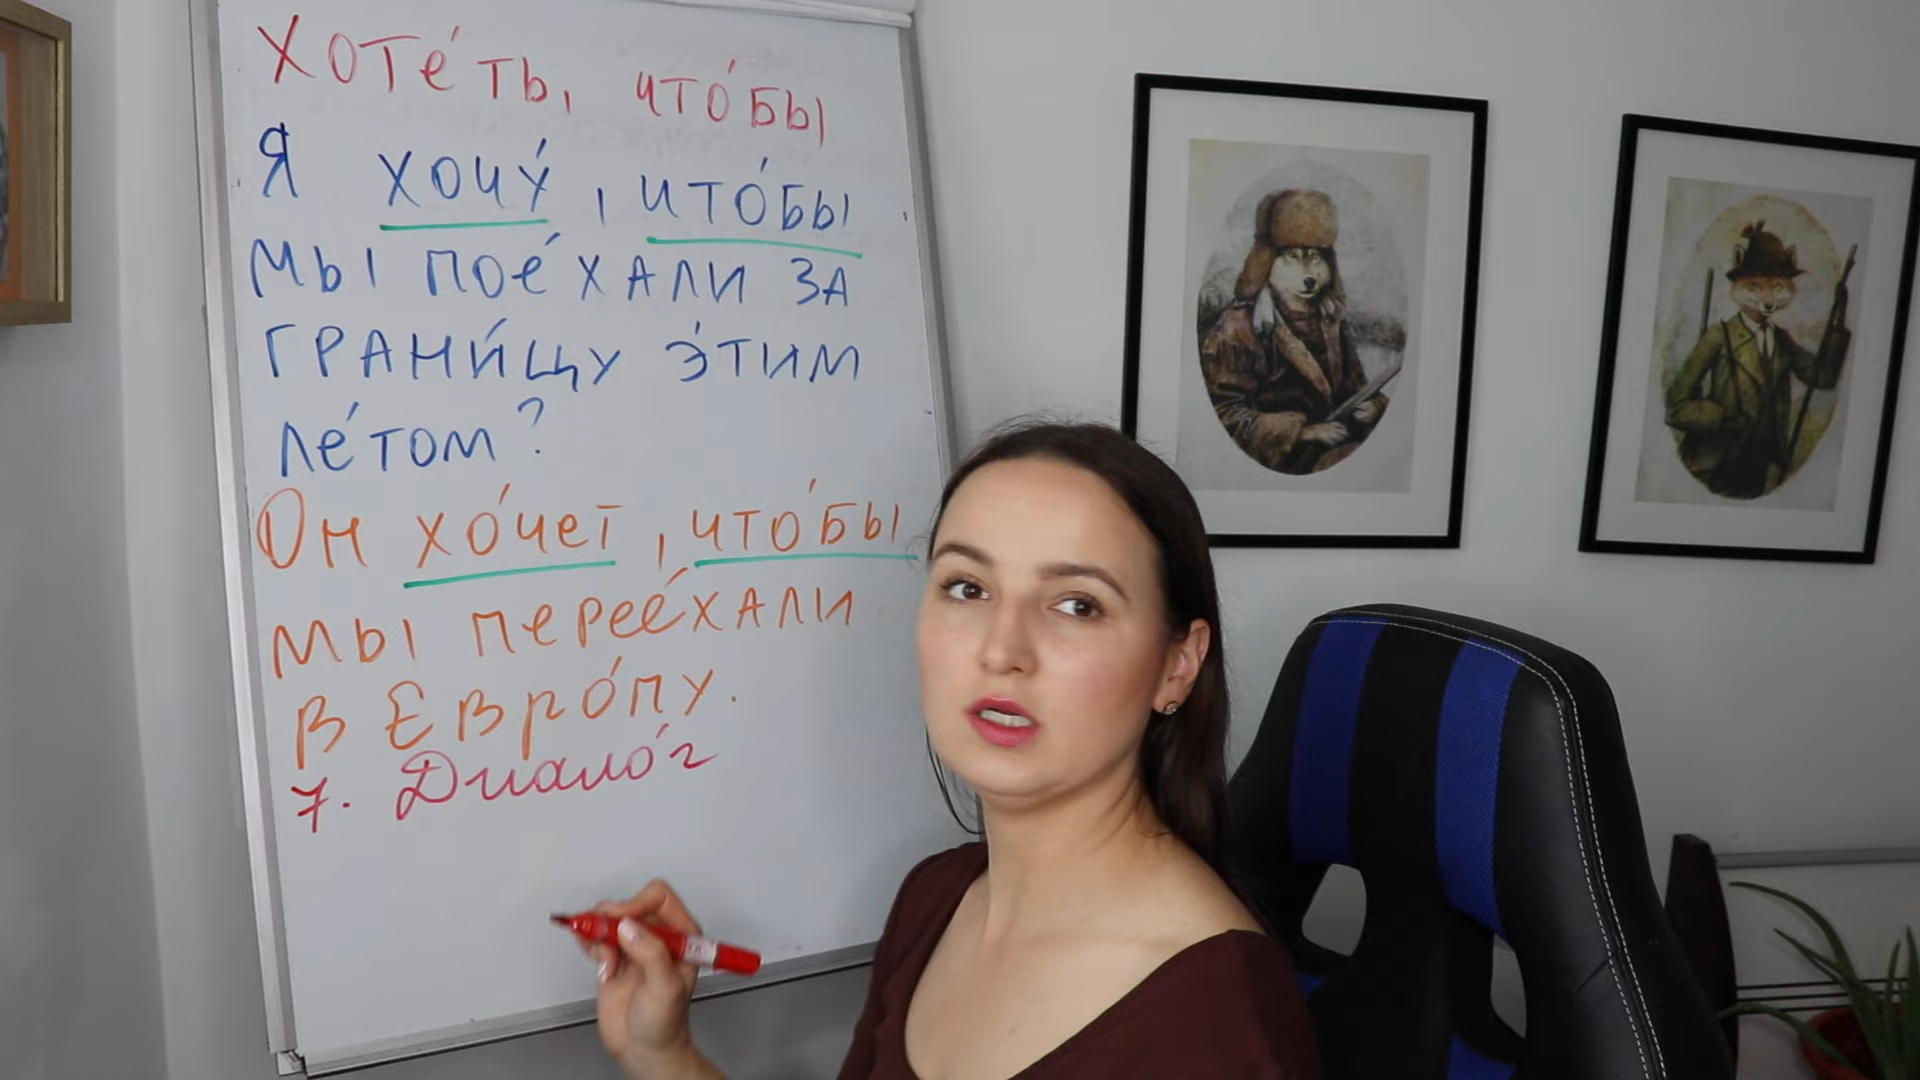 Хоте́ть, что́бы
Я хочу́, что́бы
мы пое́хали за
грани́цу э́тим
ле́том?
Он хо́чет, что́бы
мы перее́хали
в Евро́пу.
7. Диало́г